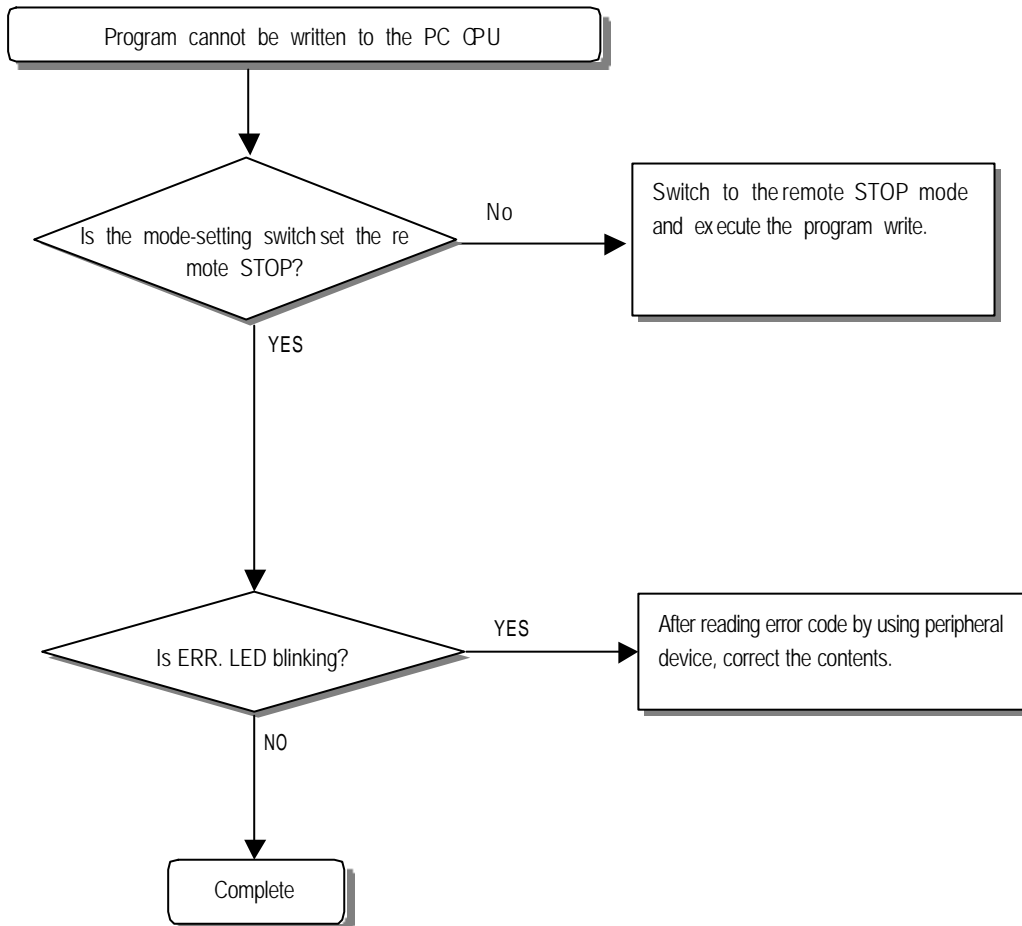 Program cannot be written to the PC CPU
Is the mode-setting switch set the re
mote STOP?
No
Switch to the remote STOP mode
and execute the program write.
YES
Is ERR. LED blinking?
YES
After reading error code by using peripheral
device, correct the contents.
NO
Complete